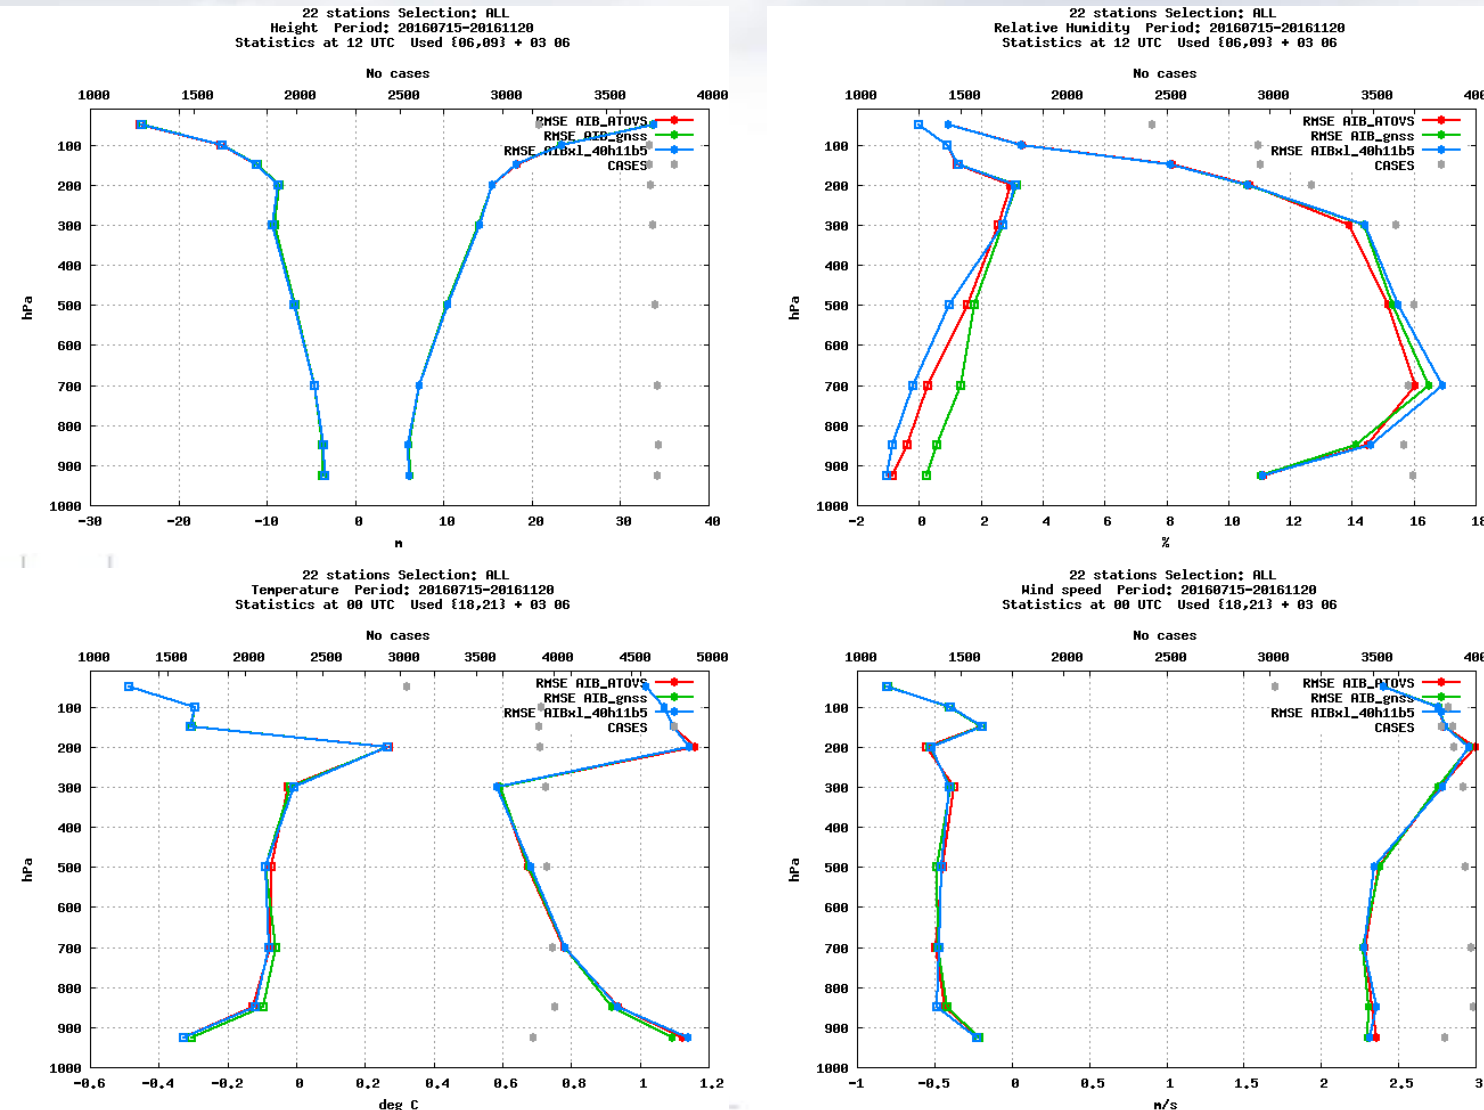 22 stations Selection: ALL
Height Period: 20160715-20161120
Statistics at 12 UTC Used {06,09} + 03 06
No cases
1000 1500 2000 2500 3000 3500 4000
RMSE AIB_ATOVS
RMSE AIB_gnss
RMSE AIBxl_40h11b5
CASES
100
200
300
400
500
600
700
800
900
1000
hPa
-30 -20 -10 0 10 20 30 40
m
22 stations Selection: ALL
Relative Humidity Period: 20160715-20161120
Statistics at 12 UTC Used {06,09} + 03 06
No cases
1000 1500 2000 2500 3000 3500 400
RMSE AIB_ATOVS
RMSE AIB_gnss
RMSE AIBxl_40h11b5
CASES
100
200
300
400
500
600
700
800
900
1000
hPa
-2 0 2 4 6 8 10 12 14 16 18
%
22 stations Selection: ALL
Temperature Period: 20160715-20161120
Statistics at 00 UTC Used {18,21} + 03 06
No cases
1000 1500 2000 2500 3000 3500 4000 4500 5000
RMSE AIB_ATOVS
RMSE AIB_gnss
RMSE AIBxl_40h11b5
CASES
100
200
300
400
500
600
700
800
900
1000
hPa
-0.6 -0.4 -0.2 0 0.2 0.4 0.6 0.8 1 1.2
deg C
22 stations Selection: ALL
Wind speed Period: 20160715-20161120
Statistics at 00 UTC Used {18,21} + 03 06
No cases
1000 1500 2000 2500 3000 3500 400
RMSE AIB_ATOVS
RMSE AIB_gnss
RMSE AIBxl_40h11b5
CASES
100
200
300
400
500
600
700
800
900
1000
hPa
-1 -0.5 0 0.5 1 1.5 2 2.5 3
m/s